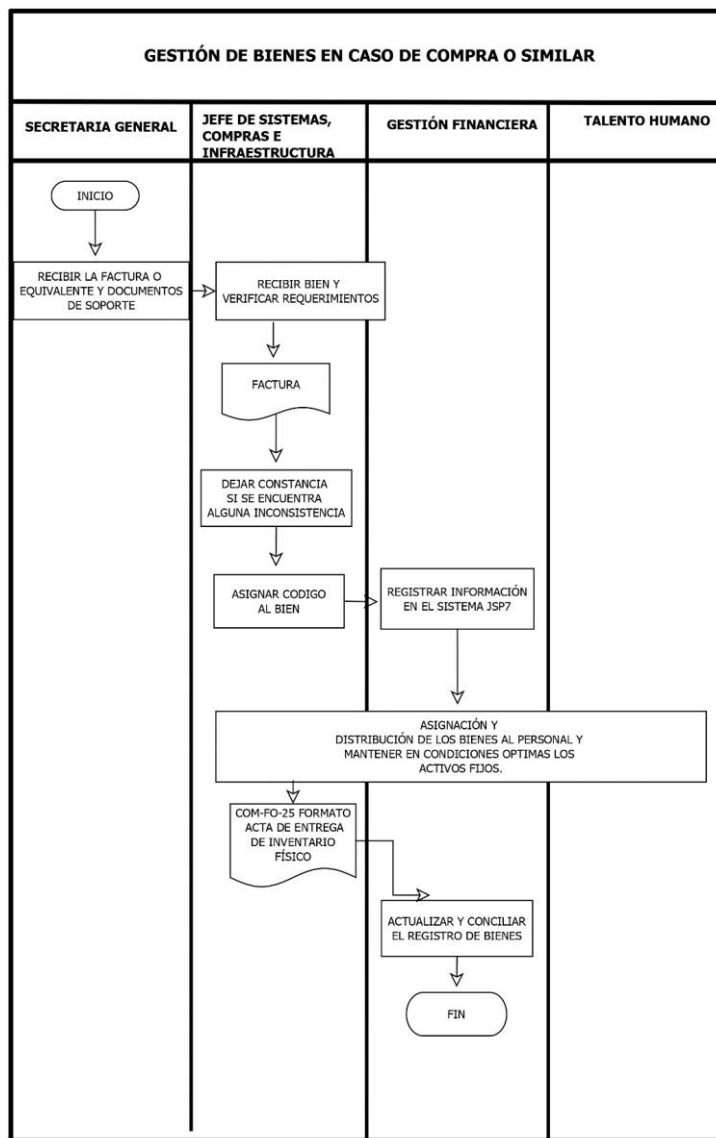 GESTIÓN DE BIENES EN CASO DE COMPRA O SIMILAR
SECRETARIA GENERAL
JEFE DE SISTEMAS,
COMPRAS E
INFRAESTRUCTURA
GESTIÓN FINANCIERA
TALENTO HUMANO
INICIO
RECIBIR LA FACTURA O
EQUIVALENTE Y DOCUMENTOS
DE SOPORTE
RECIBIR BIEN Y
VERIFICAR REQUERIMIENTOS
FACTURA
DEJAR CONSTANCIA
SI SE ENCUENTRA
ALGUNA INCONSISTENCIA
ASIGNAR CODIGO
AL BIEN
REGISTRAR INFORMACIÓN
EN EL SISTEMA JSP7
ASIGNACIÓN Y
DISTRIBUCIÓN DE LOS BIENES AL PERSONAL Y
MANTENER EN CONDICIONES OPTIMAS LOS
ACTIVOS FIJOS.
COM-FO-25 FORMATO
ACTA DE ENTREGA
DE INVENTARIO
FÍSICO
ACTUALIZAR Y CONCILIAR
EL REGISTRO DE BIENES
FIN